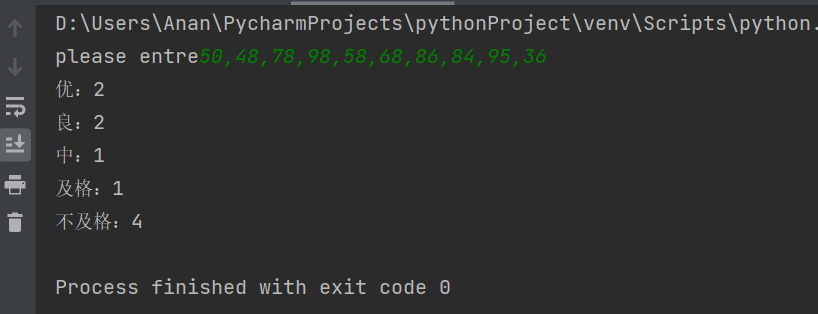 D:\Users\Anan\PycharmProjects\pythonProject\venv\Scripts\python.
please entre50,48,78,98,58,68,86,84,95,36
优：2
良：2
中：1
及格：1
不及格：4
Process finished with exit code 0